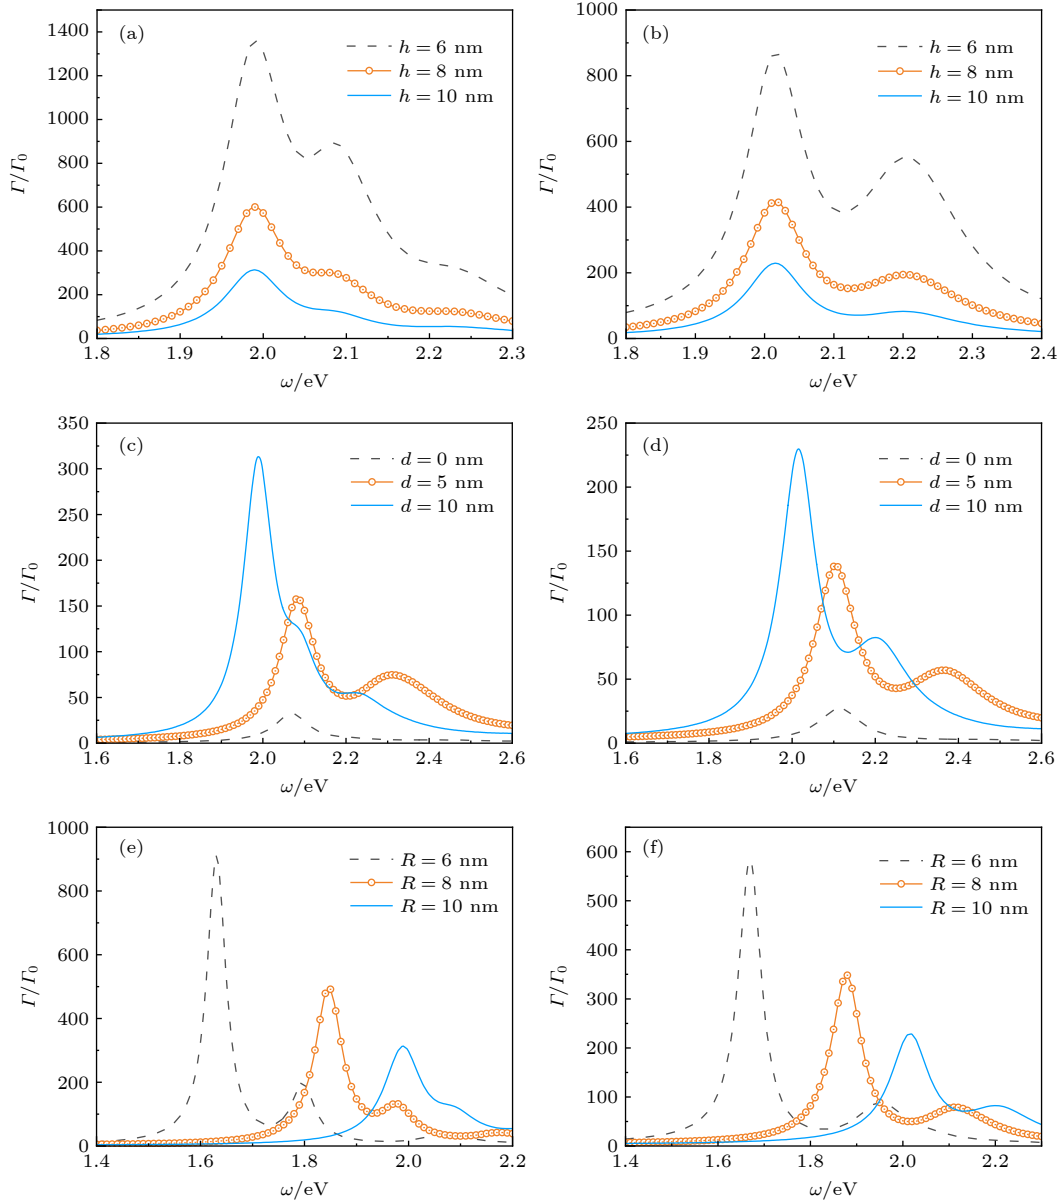 (a)
h = 6 nm
h = 8 nm
h = 10 nm
1400
1200
1000
800
600
400
200
0
Γ/Γ0
1.8 1.9 2.0 2.1 2.2 2.3
ω/eV
(b)
h = 6 nm
h = 8 nm
h = 10 nm
1000
800
600
400
200
0
Γ/Γ0
1.8 1.9 2.0 2.1 2.2 2.3 2.4
ω/eV
(c)
d = 0 nm
d = 5 nm
d = 10 nm
350
300
250
200
150
100
50
0
Γ/Γ0
1.6 1.8 2.0 2.2 2.4 2.6
ω/eV
(d)
d = 0 nm
d = 5 nm
d = 10 nm
250
200
150
100
50
0
Γ/Γ0
1.6 1.8 2.0 2.2 2.4 2.6
ω/eV
(e)
R = 6 nm
R = 8 nm
R = 10 nm
1000
800
600
400
200
0
Γ/Γ0
1.4 1.6 1.8 2.0 2.2
ω/eV
(f)
R = 6 nm
R = 8 nm
R = 10 nm
600
500
400
300
200
100
0
Γ/Γ0
1.4 1.6 1.8 2.0 2.2
ω/eV